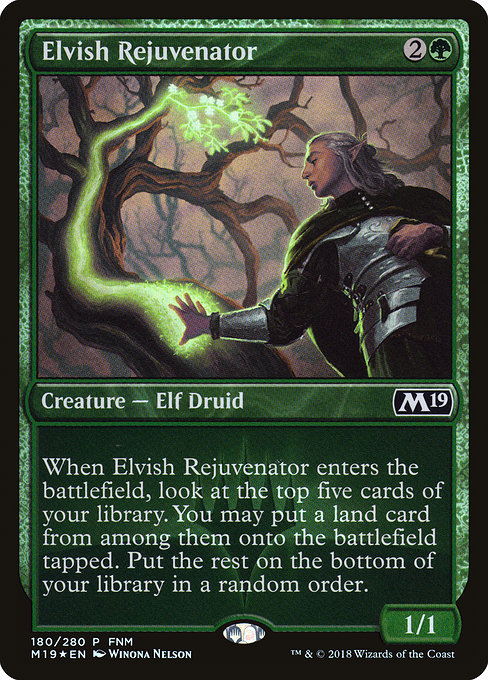 Elvish Rejuvenator 2
Creature — Elf Druid M19
When Elvish Rejuvenator enters the
battlefield, look at the top five cards of
your library. You may put a land card
from among them onto the battlefield
tapped. Put the rest on the bottom of
your library in a random order.
1/1
180/280 P FNM
M19★EN Winona Nelson ™ & © 2018 Wizards of the Coast